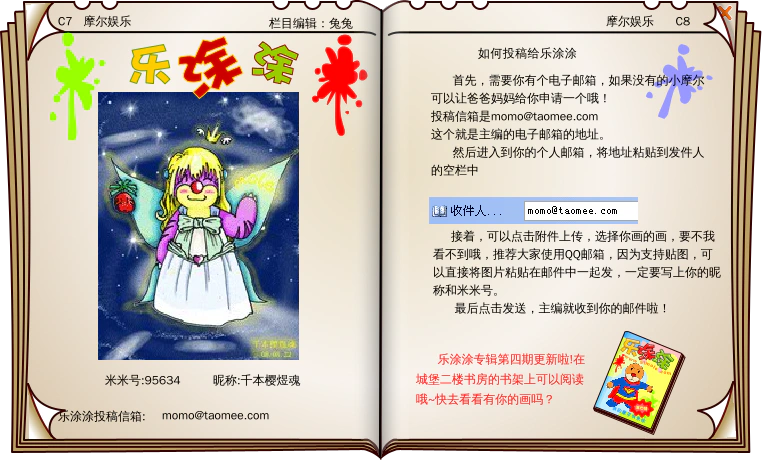 C7 摩尔娱乐
栏目编辑：兔兔
乐涂涂
千本樱煜魂
米米号:95634 昵称:千本樱煜魂
乐涂涂投稿信箱: momo@taomee.com
摩尔娱乐 C8
如何投稿给乐涂涂
首先，需要你有个电子邮箱，如果没有的小摩尔
可以让爸爸妈妈给你申请一个哦！
投稿信箱是momo@taomee.com
这个就是主编的电子邮箱的地址。
然后进入到你的个人邮箱，将地址粘贴到发件人
的空栏中
收件人... momo@taomee.com
接着，可以点击附件上传，选择你画的画，要不我
看不到哦，推荐大家使用QQ邮箱，因为支持贴图，可
以直接将图片粘贴在邮件中一起发，一定要写上你的昵
称和米米号。
最后点击发送，主编就收到你的邮件啦！
乐涂涂专辑第四期更新啦!在
城堡二楼书房的书架上可以阅读
哦~快去看看有你的画吗？
乐涂涂